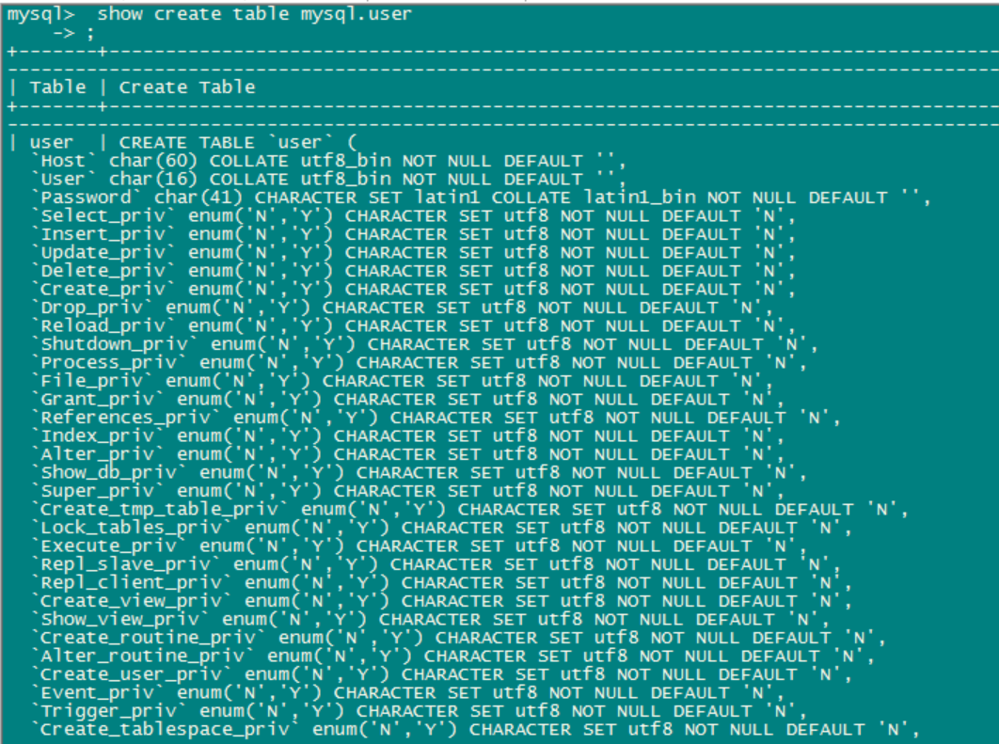 mysql>  show create table mysql.user
    -> ;
+-------+------------------------------------------------------------------------------------------
-----------------------------------------------------------------------------------------------------
| Table | Create Table
+-------+------------------------------------------------------------------------------------------
-----------------------------------------------------------------------------------------------------
| user  | CREATE TABLE `user` (
  `Host` char(60) COLLATE utf8_bin NOT NULL DEFAULT '',
  `User` char(16) COLLATE utf8_bin NOT NULL DEFAULT '',
  `Password` char(41) CHARACTER SET latin1 COLLATE latin1_bin NOT NULL DEFAULT '',
  `Select_priv` enum('N','Y') CHARACTER SET utf8 NOT NULL DEFAULT 'N',
  `Insert_priv` enum('N','Y') CHARACTER SET utf8 NOT NULL DEFAULT 'N',
  `Update_priv` enum('N','Y') CHARACTER SET utf8 NOT NULL DEFAULT 'N',
  `Delete_priv` enum('N','Y') CHARACTER SET utf8 NOT NULL DEFAULT 'N',
  `Create_priv` enum('N','Y') CHARACTER SET utf8 NOT NULL DEFAULT 'N',
  `Drop_priv` enum('N','Y') CHARACTER SET utf8 NOT NULL DEFAULT 'N',
  `Reload_priv` enum('N','Y') CHARACTER SET utf8 NOT NULL DEFAULT 'N',
  `Shutdown_priv` enum('N','Y') CHARACTER SET utf8 NOT NULL DEFAULT 'N',
  `Process_priv` enum('N','Y') CHARACTER SET utf8 NOT NULL DEFAULT 'N',
  `File_priv` enum('N','Y') CHARACTER SET utf8 NOT NULL DEFAULT 'N',
  `Grant_priv` enum('N','Y') CHARACTER SET utf8 NOT NULL DEFAULT 'N',
  `References_priv` enum('N','Y') CHARACTER SET utf8 NOT NULL DEFAULT 'N',
  `Index_priv` enum('N','Y') CHARACTER SET utf8 NOT NULL DEFAULT 'N',
  `Alter_priv` enum('N','Y') CHARACTER SET utf8 NOT NULL DEFAULT 'N',
  `Show_db_priv` enum('N','Y') CHARACTER SET utf8 NOT NULL DEFAULT 'N',
  `Super_priv` enum('N','Y') CHARACTER SET utf8 NOT NULL DEFAULT 'N',
  `Create_tmp_table_priv` enum('N','Y') CHARACTER SET utf8 NOT NULL DEFAULT 'N',
  `Lock_tables_priv` enum('N','Y') CHARACTER SET utf8 NOT NULL DEFAULT 'N',
  `Execute_priv` enum('N','Y') CHARACTER SET utf8 NOT NULL DEFAULT 'N',
  `Repl_slave_priv` enum('N','Y') CHARACTER SET utf8 NOT NULL DEFAULT 'N',
  `Repl_client_priv` enum('N','Y') CHARACTER SET utf8 NOT NULL DEFAULT 'N',
  `Create_view_priv` enum('N','Y') CHARACTER SET utf8 NOT NULL DEFAULT 'N',
  `Show_view_priv` enum('N','Y') CHARACTER SET utf8 NOT NULL DEFAULT 'N',
  `Create_routine_priv` enum('N','Y') CHARACTER SET utf8 NOT NULL DEFAULT 'N',
  `Alter_routine_priv` enum('N','Y') CHARACTER SET utf8 NOT NULL DEFAULT 'N',
  `Create_user_priv` enum('N','Y') CHARACTER SET utf8 NOT NULL DEFAULT 'N',
  `Event_priv` enum('N','Y') CHARACTER SET utf8 NOT NULL DEFAULT 'N',
  `Trigger_priv` enum('N','Y') CHARACTER SET utf8 NOT NULL DEFAULT 'N',
  `Create_tablespace_priv` enum('N','Y') CHARACTER SET utf8 NOT NULL DEFAULT 'N',